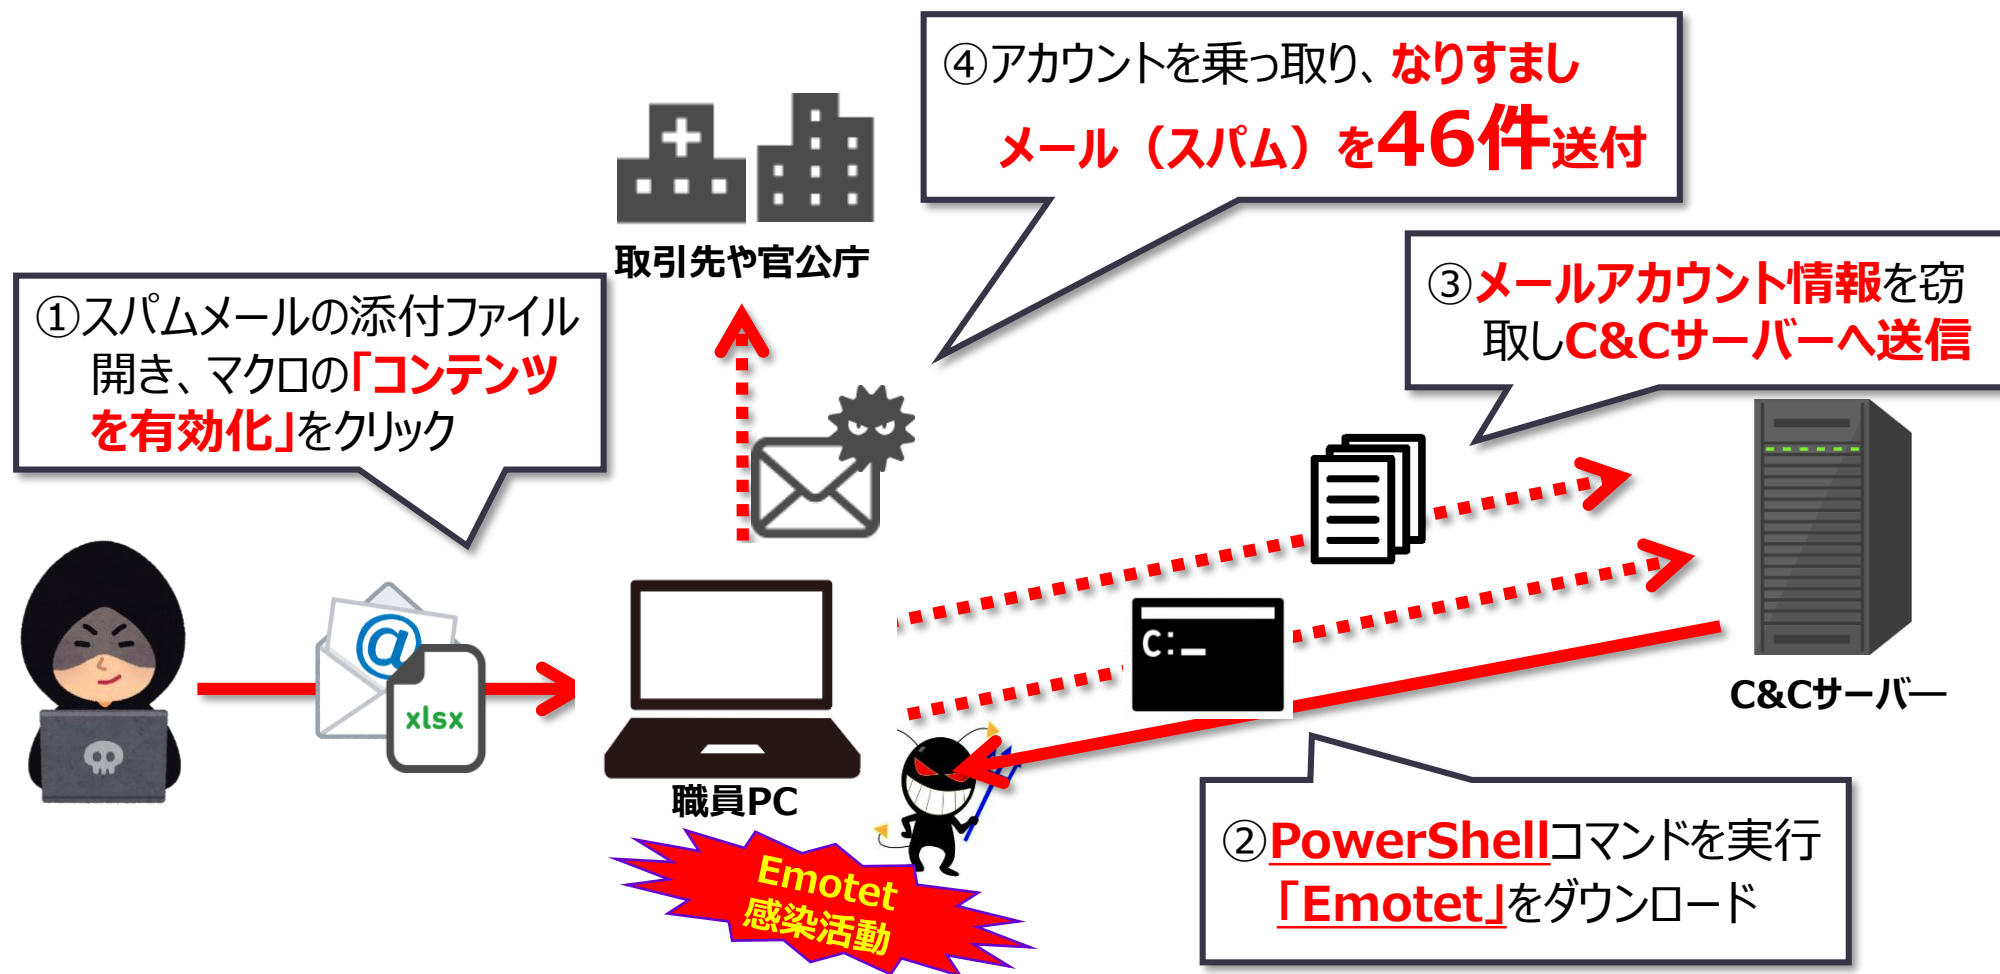 ④アカウントを乗っ取り、なりすまし
メール（スパム）を46件送付
取引先や官公庁
③メールアカウント情報を窃
取しC&Cサーバーへ送信
①スパムメールの添付ファイル
開き、マクロの「コンテンツ
を有効化」をクリック
@
xlsx
C:
職員PC
C&Cサーバー
Emotet
感染活動
②PowerShellコマンドを実行
「Emotet」をダウンロード